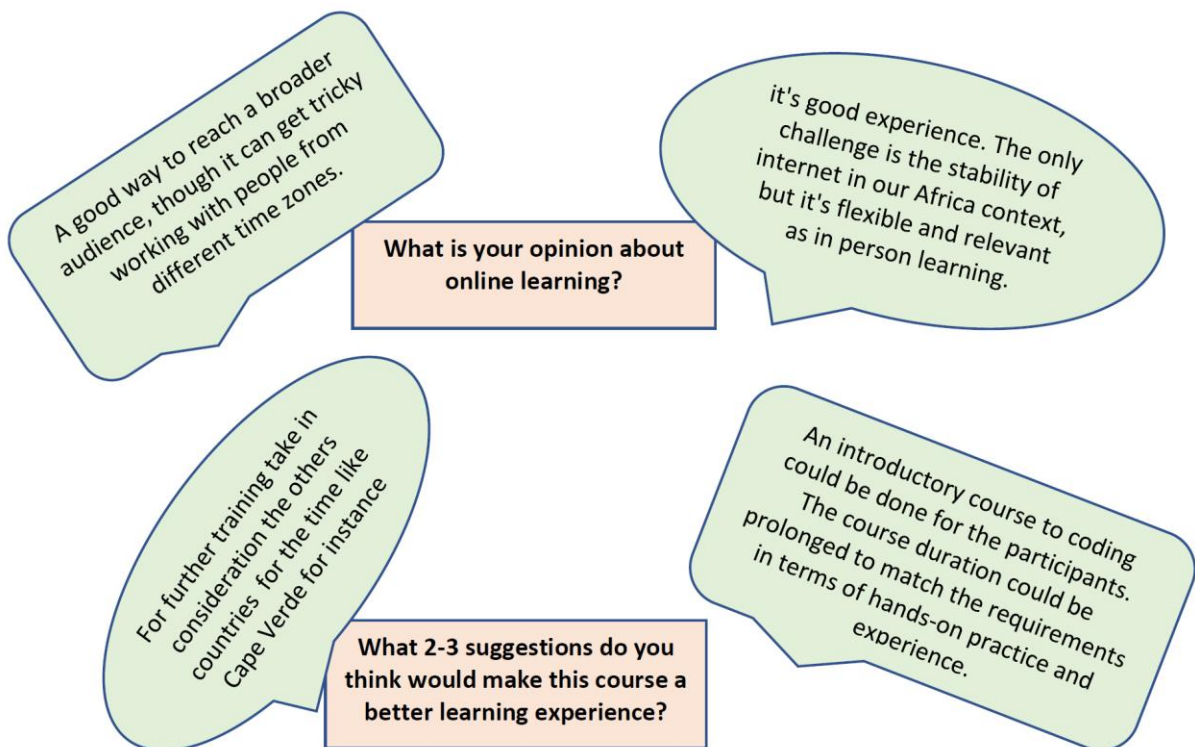 A good way to reach a broader
audience, though it can get tricky
working with people from
different time zones.
it's good experience. The only
challenge is the stability of
internet in our Africa context,
but it's flexible and relevant
as in person learning.
What is your opinion about
online learning?
For further training take in
consideration the others
countries for the time like
Cape Verde for instance
An introductory course to coding
could be done for the participants.
The course duration could be
prolonged to match the requirements
in terms of hands-on practice and
experience.
What 2-3 suggestions do you
think would make this course a
better learning experience?